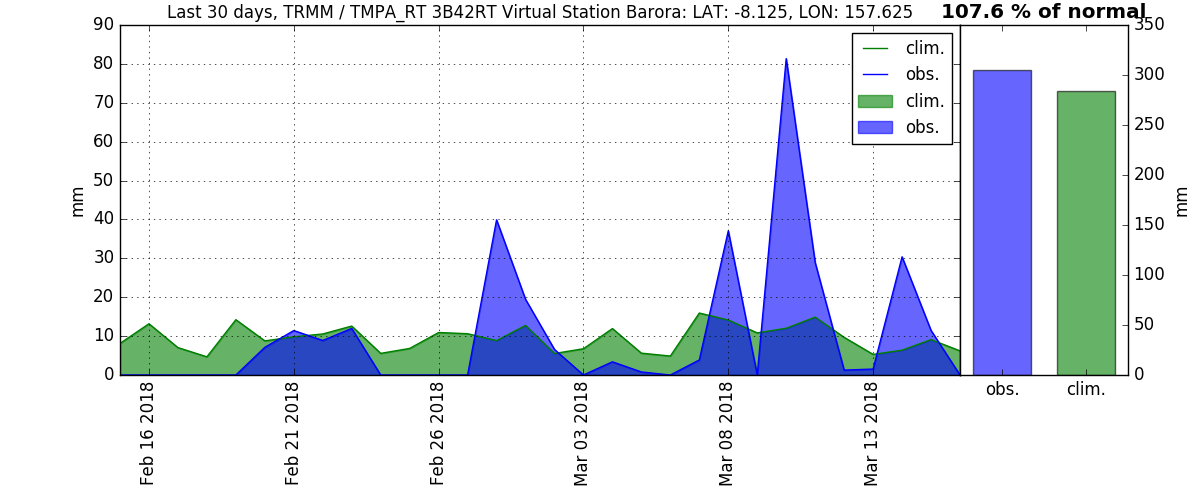 Last 30 days, TRMM / TMPA_RT 3B42RT Virtual Station Barora: LAT: -8.125, LON: 157.625
107.6 % of normal
90
80
70
60
50
40
30
20
10
0
mm
clim.
obs.
clim.
obs.
350
300
250
200
150
100
50
0
mm
Feb 16 2018
Feb 21 2018
Feb 26 2018
Mar 03 2018
Mar 08 2018
Mar 13 2018
obs.
clim.